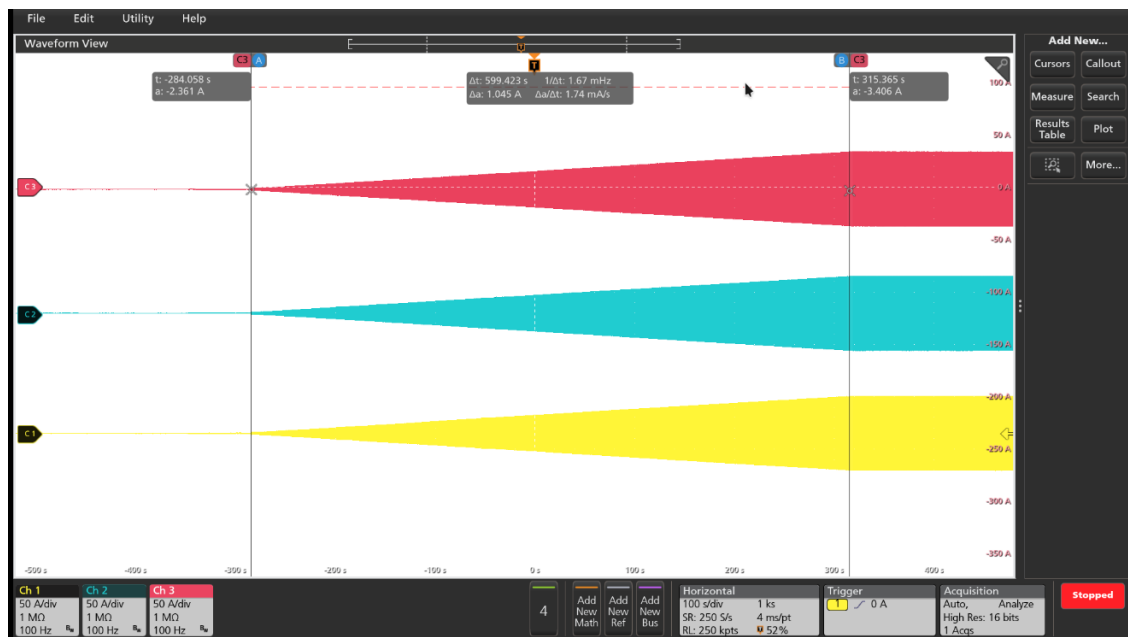 File Edit Utility Help
Waveform View
Add New...
C3 A
B C3
T
t: -284.058 s
a: -2.361 A
Δt: 599.423 s 1/Δt: 1.67 mHz
Δa: 1.045 A Δa/Δt: 1.74 mA/s
t: 315.365 s
a: -3.406 A
Cursors Callout
Measure Search
Results Table Plot
More...
100 A
50 A
C3
0 A
-50 A
-100 A
C2
-150 A
-200 A
C1
-250 A
-300 A
-350 A
-500 s -400 s -300 s -200 s -100 s 0 s 100 s 200 s 300 s 400 s
Ch 1
50 A/div
1 MΩ
100 Hz
Ch 2
50 A/div
1 MΩ
100 Hz
Ch 3
50 A/div
1 MΩ
100 Hz
4
Add New Math
Add New Ref
Add New Bus
Horizontal
100 s/div 1 ks
SR: 250 S/s 4 ms/pt
RL: 250 kpts 52%
Trigger
1 0 A
Acquisition
Auto, Analyze
High Res: 16 bits
1 Acqs
Stopped